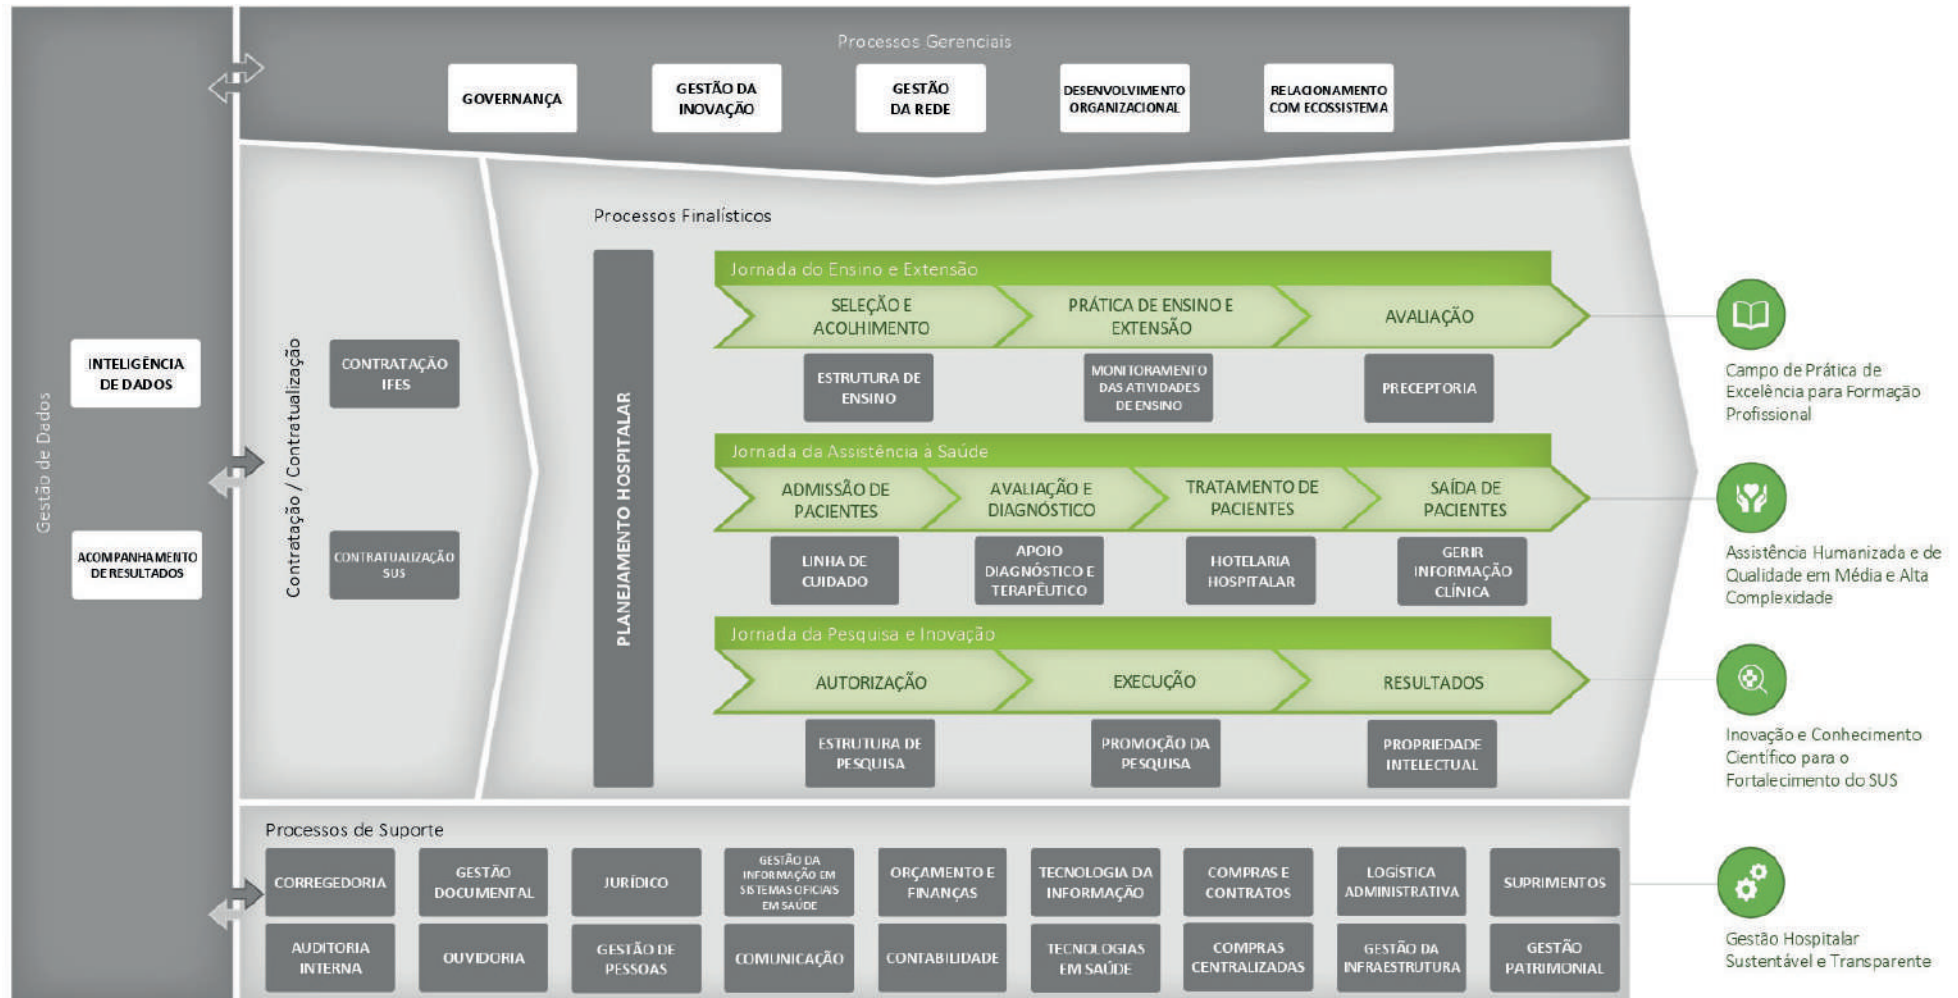 Processos Gerenciais
GOVERNANÇA
GESTÃO DA
INOVAÇÃO
GESTÃO
DA REDE
DESENVOLVIMENTO
ORGANIZACIONAL
RELACIONAMENTO
COM ECOSSISTEMA
Gestão de Dados
INTELIGÊNCIA
DE DADOS
ACOMPANHAMENTO
DE RESULTADOS
Contratação / Contratualização
CONTRATAÇÃO
IFES
CONTRATUALIZAÇÃO
SUS
Processos Finalísticos
PLANEJAMENTO HOSPITALAR
Jornada do Ensino e Extensão
SELEÇÃO E
ACOLHIMENTO
PRÁTICA DE ENSINO E
EXTENSÃO
AVALIAÇÃO
ESTRUTURA DE
ENSINO
MONITORAMENTO
DAS ATIVIDADES
DE ENSINO
PRECEPTORIA
Jornada da Assistência à Saúde
ADMISSÃO DE
PACIENTES
AVALIAÇÃO E
DIAGNÓSTICO
TRATAMENTO DE
PACIENTES
SAÍDA DE
PACIENTES
LINHA DE
CUIDADO
APOIO
DIAGNÓSTICO E
TERAPÊUTICO
HOTELARIA
HOSPITALAR
GERIR
INFORMAÇÃO
CLÍNICA
Jornada da Pesquisa e Inovação
AUTORIZAÇÃO
EXECUÇÃO
RESULTADOS
ESTRUTURA DE
PESQUISA
PROMOÇÃO DA
PESQUISA
PROPRIEDADE
INTELECTUAL
Campo de Prática de
Excelência para Formação
Profissional
Assistência Humanizada e de
Qualidade em Média e Alta
Complexidade
Inovação e Conhecimento
Científico para o
Fortalecimento do SUS
Processos de Suporte
CORREGEDORIA
GESTÃO
DOCUMENTAL
JURÍDICO
GESTÃO DA
INFORMAÇÃO EM
SISTEMAS OFICIAIS
EM SAÚDE
ORÇAMENTO E
FINANÇAS
TECNOLOGIA DA
INFORMAÇÃO
COMPRAS E
CONTRATOS
LOGÍSTICA
ADMINISTRATIVA
SUPRIMENTOS
AUDITORIA
INTERNA
OUVIDORIA
GESTÃO DE
PESSOAS
COMUNICAÇÃO
CONTABILIDADE
TECNOLOGIAS
EM SAÚDE
COMPRAS
CENTRALIZADAS
GESTÃO DA
INFRAESTRUTURA
GESTÃO
PATRIMONIAL
Gestão Hospitalar
Sustentável e Transparente